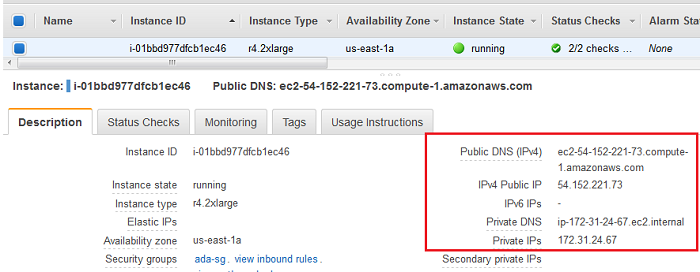 Name Instance ID Instance Type Availability Zone Instance State Status Checks Alarm Sta
i-01bbd977dfcb1ec46 r4.2xlarge us-east-1a running 2/2 checks ... None
Instance: i-01bbd977dfcb1ec46 Public DNS: ec2-54-152-221-73.compute-1.amazonaws.com
Description Status Checks Monitoring Tags Usage Instructions
Instance ID i-01bbd977dfcb1ec46 Public DNS (IPv4) ec2-54-152-221-73.compute-
1.amazonaws.com
Instance state running IPv4 Public IP 54.152.221.73
Instance type r4.2xlarge IPv6 IPs -
Elastic IPs Private DNS ip-172-31-24-67.ec2.internal
Availability zone us-east-1a Private IPs 172.31.24.67
Security groups ada-sg. view inbound rules. Secondary private IPs